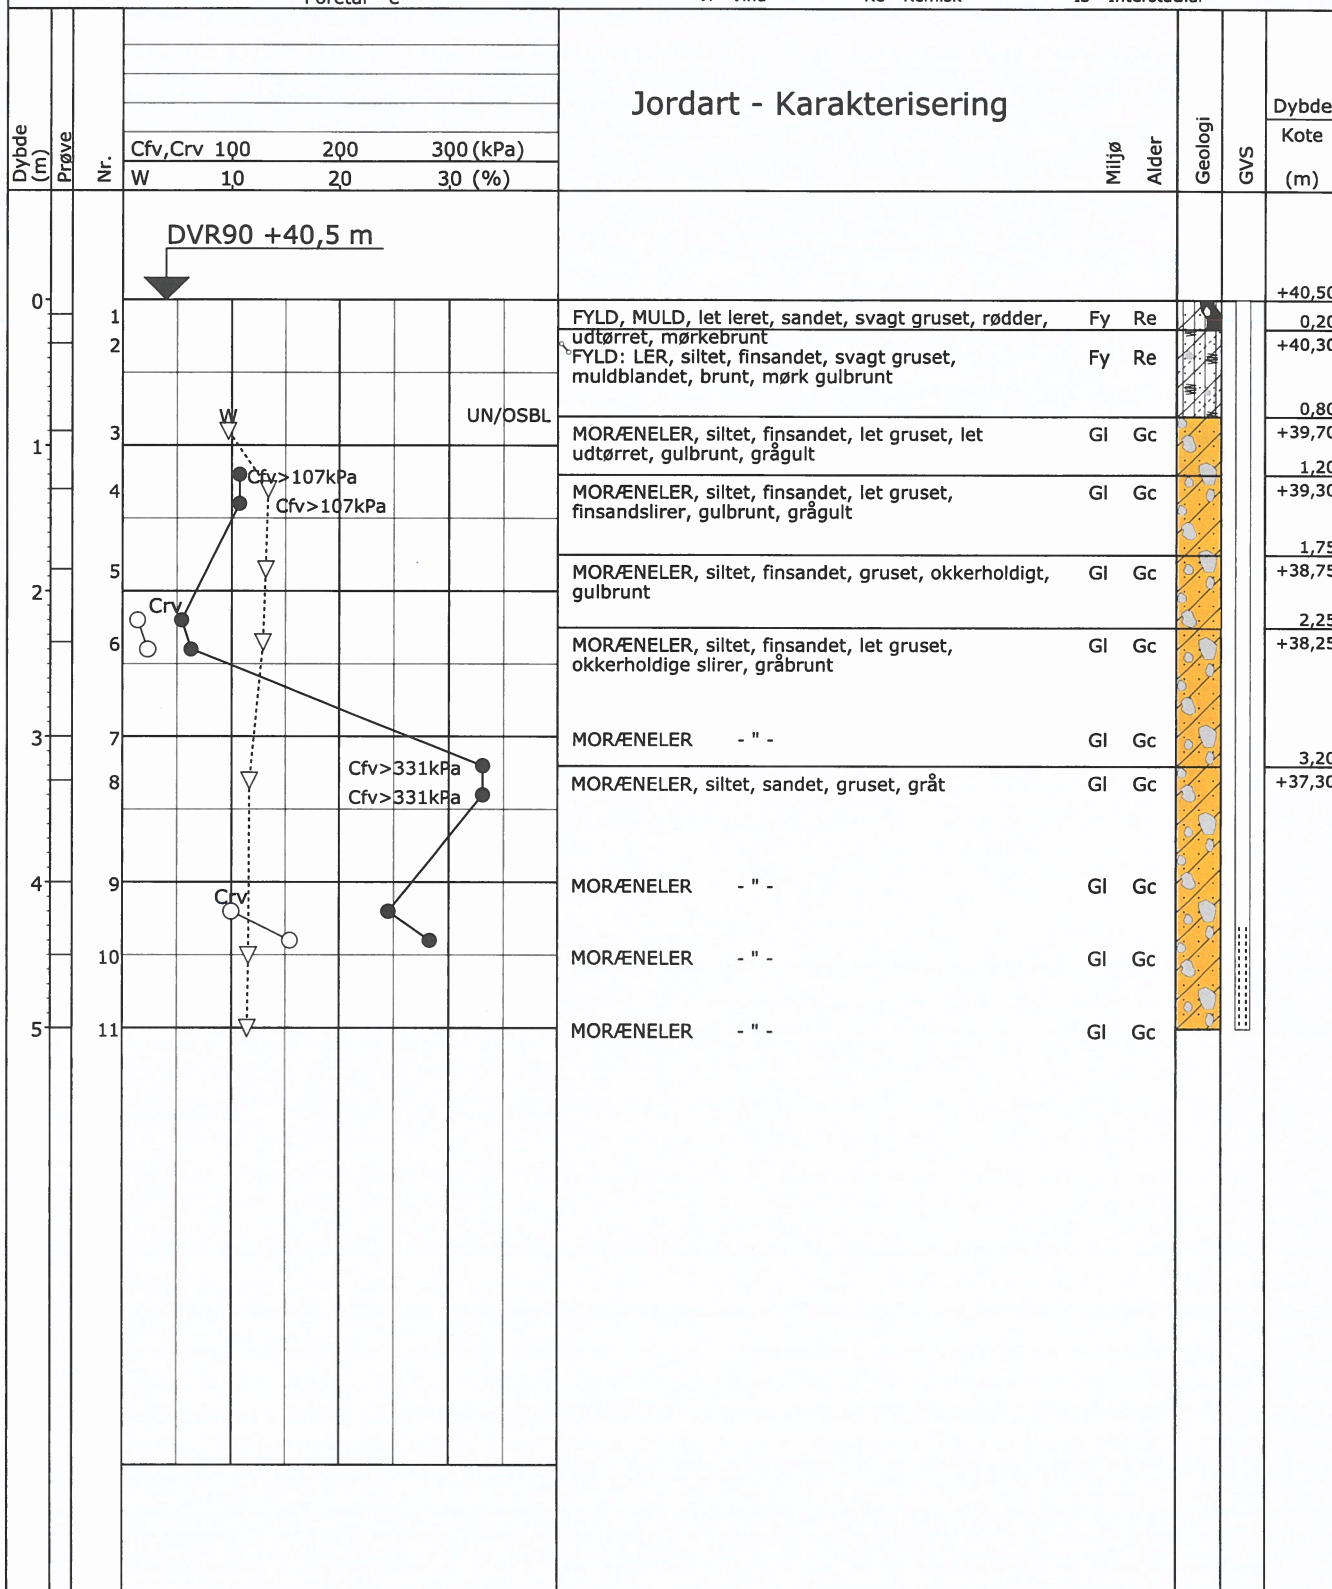 Jordart - Karakterisering
Dybde (m)
Prøve
Nr.
Cfv,Crv 100 200 300 (kPa)
W 10 20 30 (%)
Miljø
Alder
Geologi
GVS
Dybde
Kote
(m)
DVR90 +40,5 m
0
+40,50
1 FYLD, MULD, let leret, sandet, svagt gruset, rødder, Fy Re 0,20
udtørret, mørkebrunt
2 +40,30
FYLD: LER, siltet, finsandet, svagt gruset, Fy Re
muldblandet, brunt, mørk gulbrunt
W UN/OSBL 0,80
3 MORÆNELER, siltet, finsandet, let gruset, let Gl Gc +39,70
1 udtørret, gulbrunt, grågult
Cfv>107kPa 1,20
4 MORÆNELER, siltet, finsandet, let gruset, Gl Gc +39,30
Cfv>107kPa finsandslirer, gulbrunt, grågult
1,75
5 MORÆNELER, siltet, finsandet, gruset, okkerholdigt, Gl Gc +38,75
2 gulbrunt
Crv 2,25
6 MORÆNELER, siltet, finsandet, let gruset, Gl Gc +38,25
okkerholdige slirer, gråbrunt
3 7 MORÆNELER - " - Gl Gc
Cfv>331kPa 3,20
8 MORÆNELER, siltet, sandet, gruset, gråt Gl Gc +37,30
Cfv>331kPa
4 9 MORÆNELER - " - Gl Gc
Crv
10 MORÆNELER - " - Gl Gc
5 11 MORÆNELER - " - Gl Gc